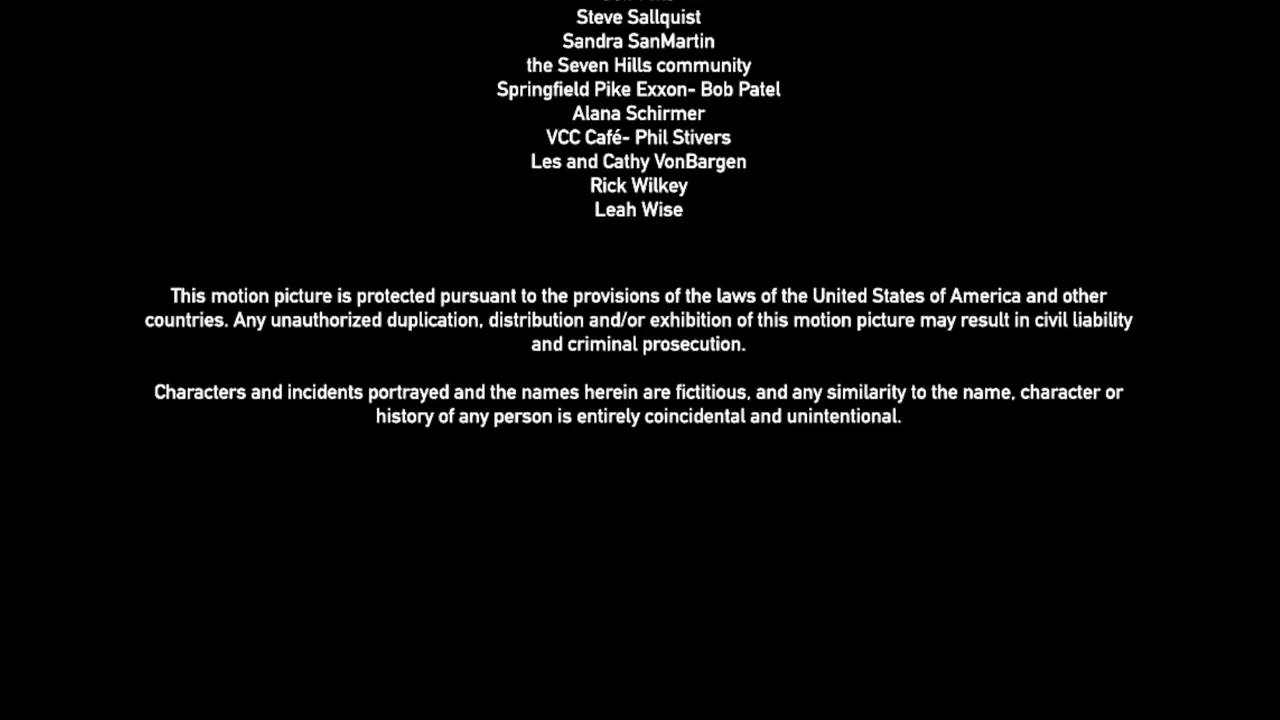 Steve Sallquist
Sandra SanMartin
the Seven Hills community
Springfield Pike Exxon- Bob Patel
Alana Schirmer
VCC Café- Phil Stivers
Les and Cathy VonBargen
Rick Wilkey
Leah Wise
This motion picture is protected pursuant to the provisions of the laws of the United States of America and other
countries. Any unauthorized duplication, distribution and/or exhibition of this motion picture may result in civil liability
and criminal prosecution.
Characters and incidents portrayed and the names herein are fictitious, and any similarity to the name, character or
history of any person is entirely coincidental and unintentional.